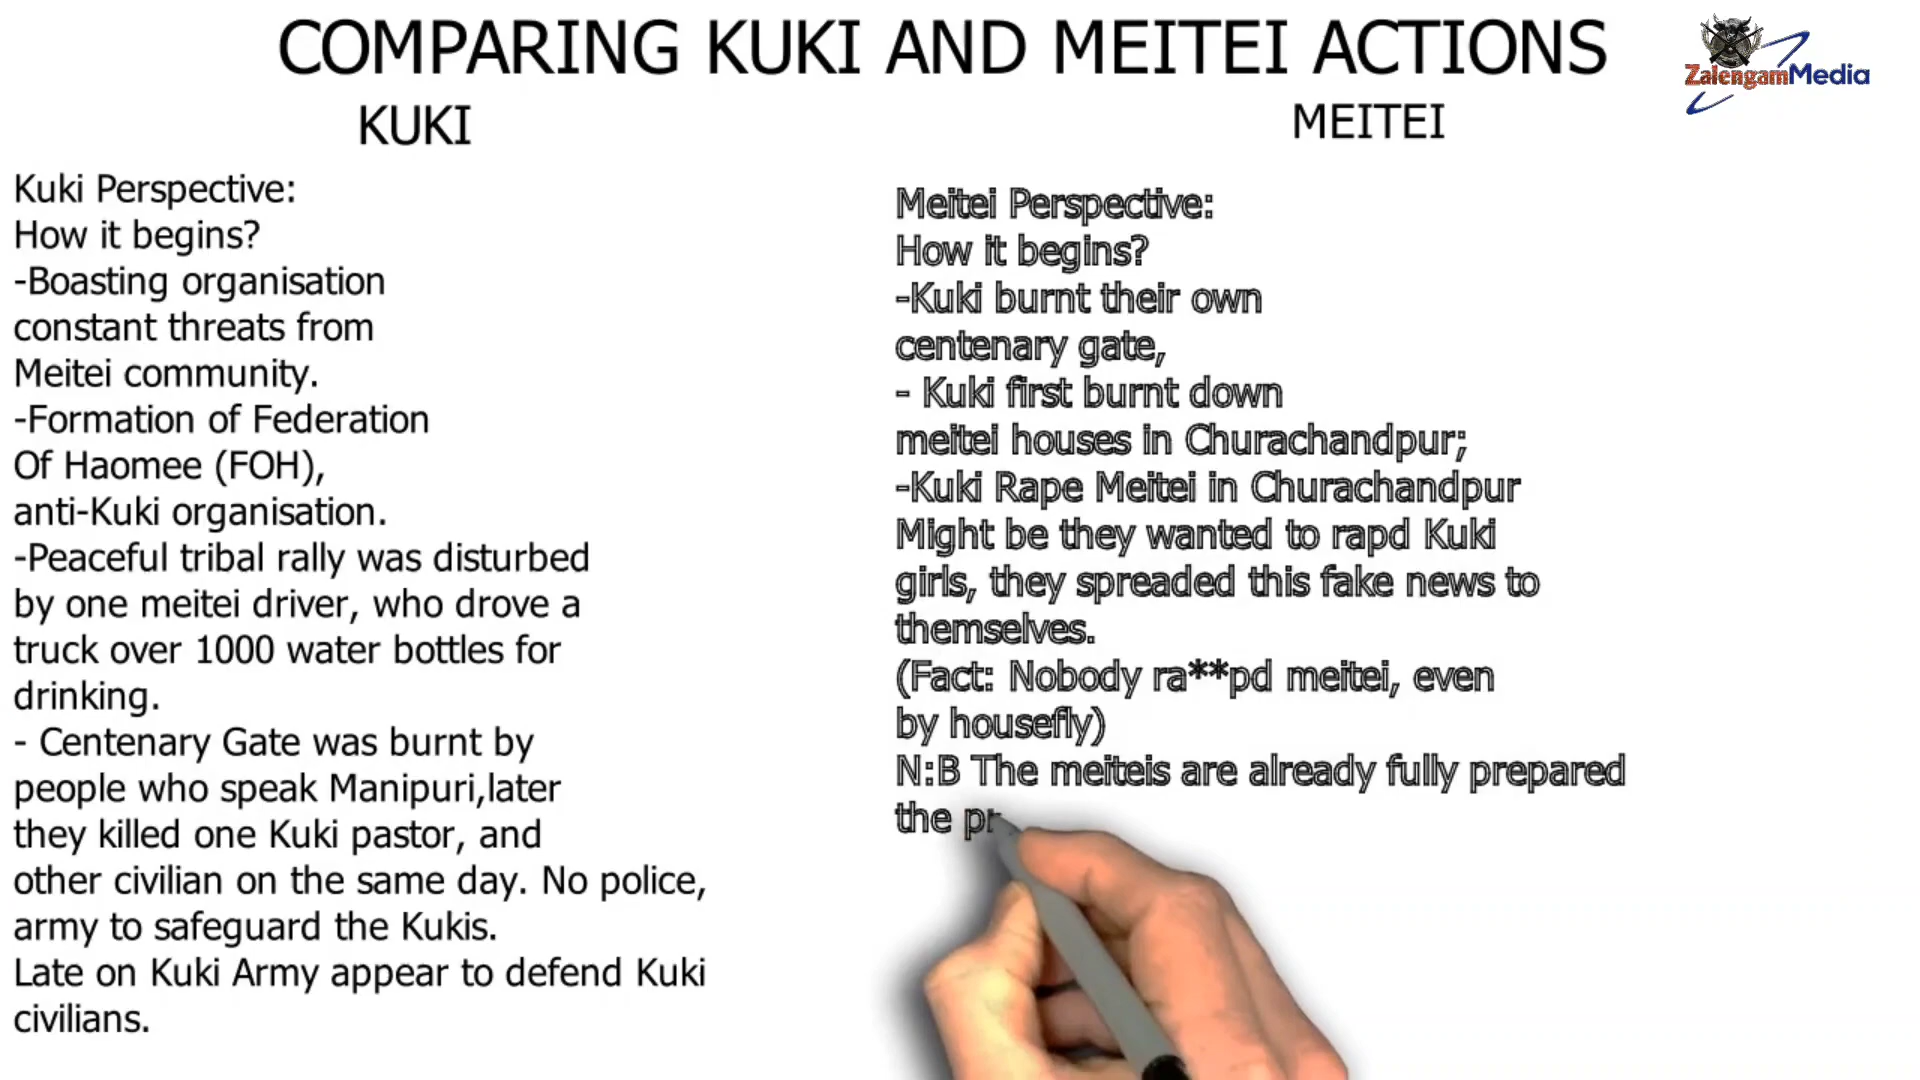 COMPARING KUKI AND MEITEI ACTIONS
ZalengamMedia
KUKI
Kuki Perspective:
How it begins?
-Boasting organisation
constant threats from
Meitei community.
-Formation of Federation
Of Haomee (FOH),
anti-Kuki organisation.
-Peaceful tribal rally was disturbed
by one meitei driver, who drove a
truck over 1000 water bottles for
drinking.
- Centenary Gate was burnt by
people who speak Manipuri,later
they killed one Kuki pastor, and
other civilian on the same day. No police,
army to safeguard the Kukis.
Late on Kuki Army appear to defend Kuki
civilians.
MEITEI
Meitei Perspective:
How it begins?
-Kuki burnt their own
centenary gate,
- Kuki first burnt down
meitei houses in Churachandpur;
-Kuki Rape Meitei in Churachandpur
Might be they wanted to rapd Kuki
girls, they spreaded this fake news to
themselves.
(Fact: Nobody ra**pd meitei, even
by housefly)
N:B The meiteis are already fully prepared
the